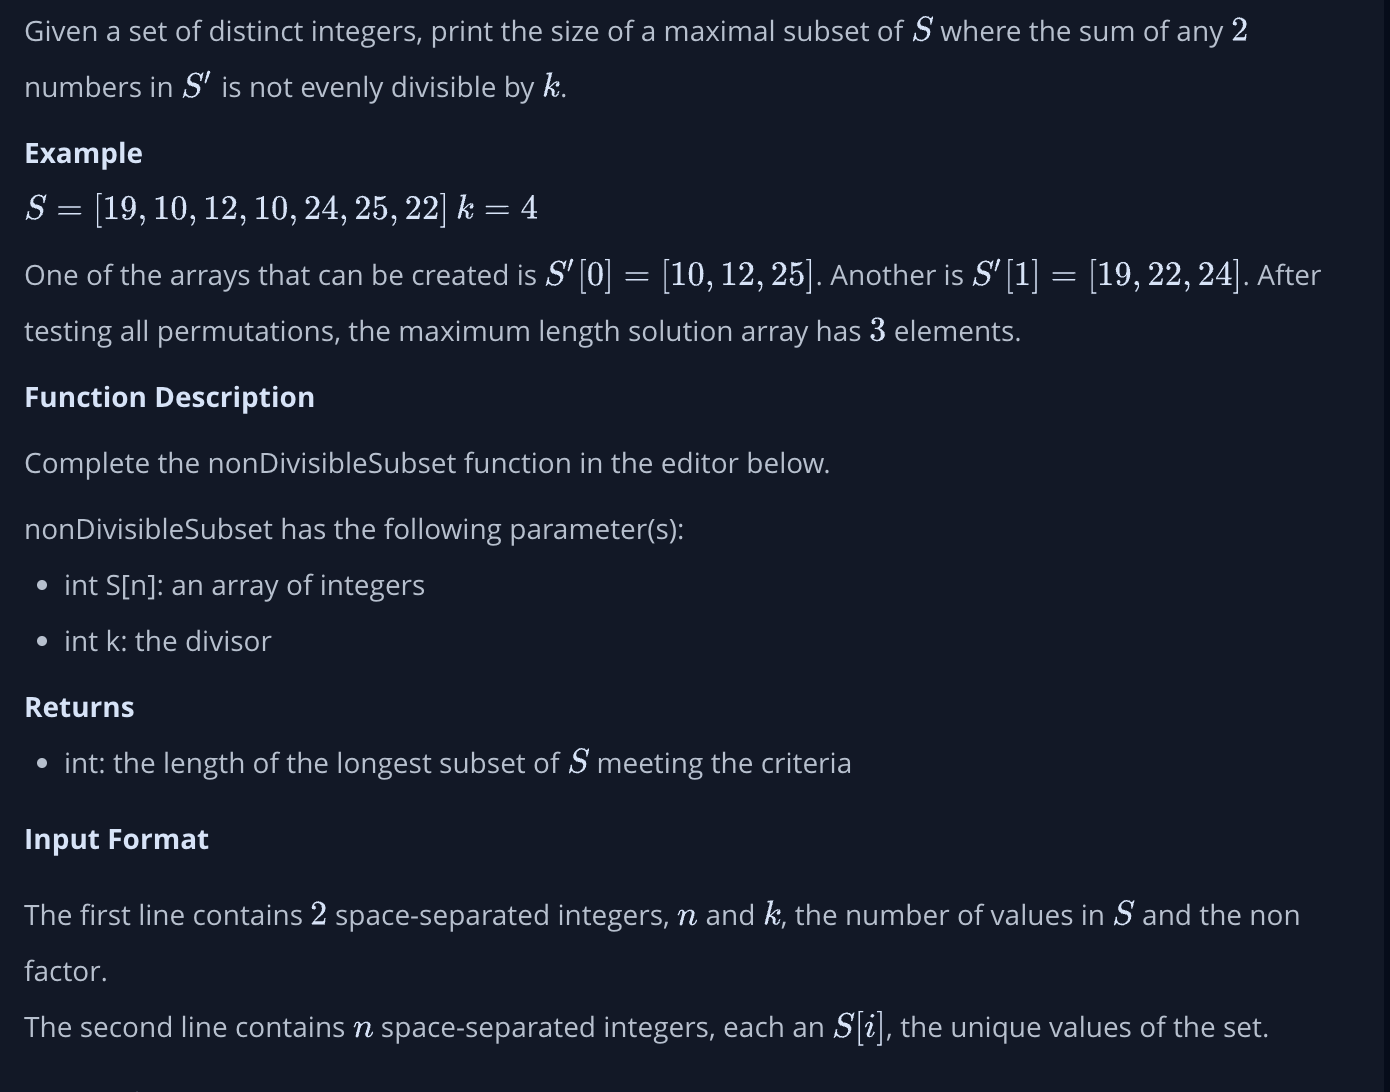 Given a set of distinct integers, print the size of a maximal subset of S where the sum of any 2
numbers in S′ is not evenly divisible by k.
Example
S = [19, 10, 12, 10, 24, 25, 22] k = 4
One of the arrays that can be created is S′[0] = [10, 12, 25]. Another is S′[1] = [19, 22, 24]. After
testing all permutations, the maximum length solution array has 3 elements.
Function Description
Complete the nonDivisibleSubset function in the editor below.
nonDivisibleSubset has the following parameter(s):
• int S[n]: an array of integers
• int k: the divisor
Returns
• int: the length of the longest subset of S meeting the criteria
Input Format
The first line contains 2 space-separated integers, n and k, the number of values in S and the non
factor.
The second line contains n space-separated integers, each an S[i], the unique values of the set.